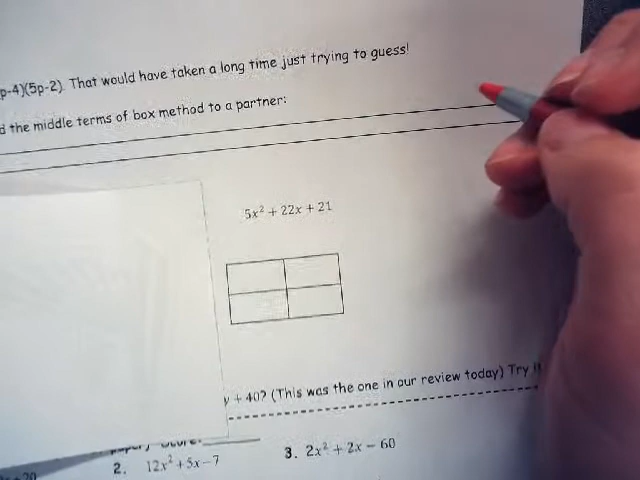 p-4)(5p-2). That would have taken a long time just trying to guess!
d the middle terms of box method to a partner:
5x² + 22x + 21
y + 40? (This was the one in our review today) Try
2. 12x² + 5x − 7
3. 2x² + 2x − 60